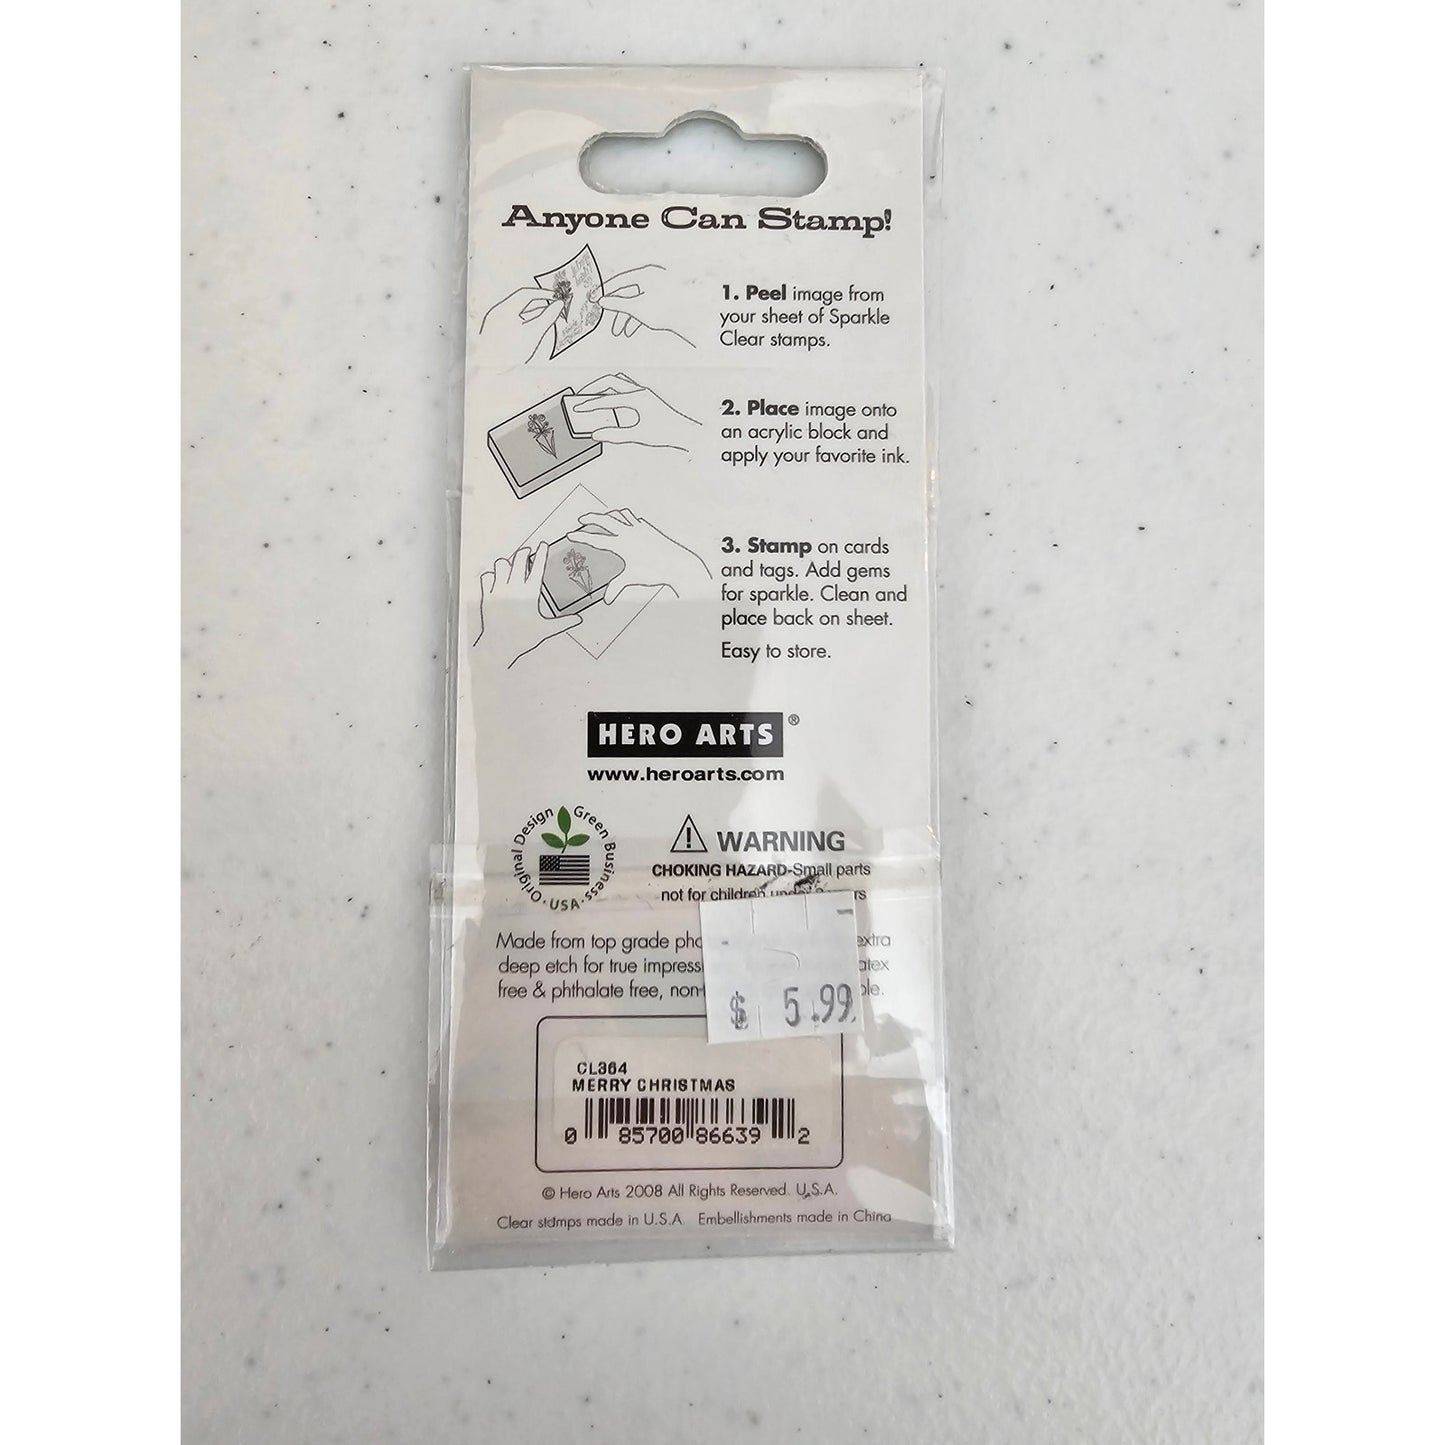 Anyone Can Stamp!
1. Peel image from
your sheet of Sparkle
Clear stamps.
2. Place image onto
an acrylic block and
apply your favorite ink.
3. Stamp on cards
and tags. Add gems
for sparkle. Clean and
place back on sheet.
Easy to store.
HERO ARTS®
www.heroarts.com
Original Design Green Business USA
WARNING
CHOKING HAZARD-Small parts
not for children
Made from top grade extra
deep etch for true
free & phthalate free,
$ 5.99
CL364
MERRY CHRISTMAS
0 85700 86639 2
© Hero Arts 2008 All Rights Reserved. U.S.A.
Clear stamps made in U.S.A. Embellishments made in China